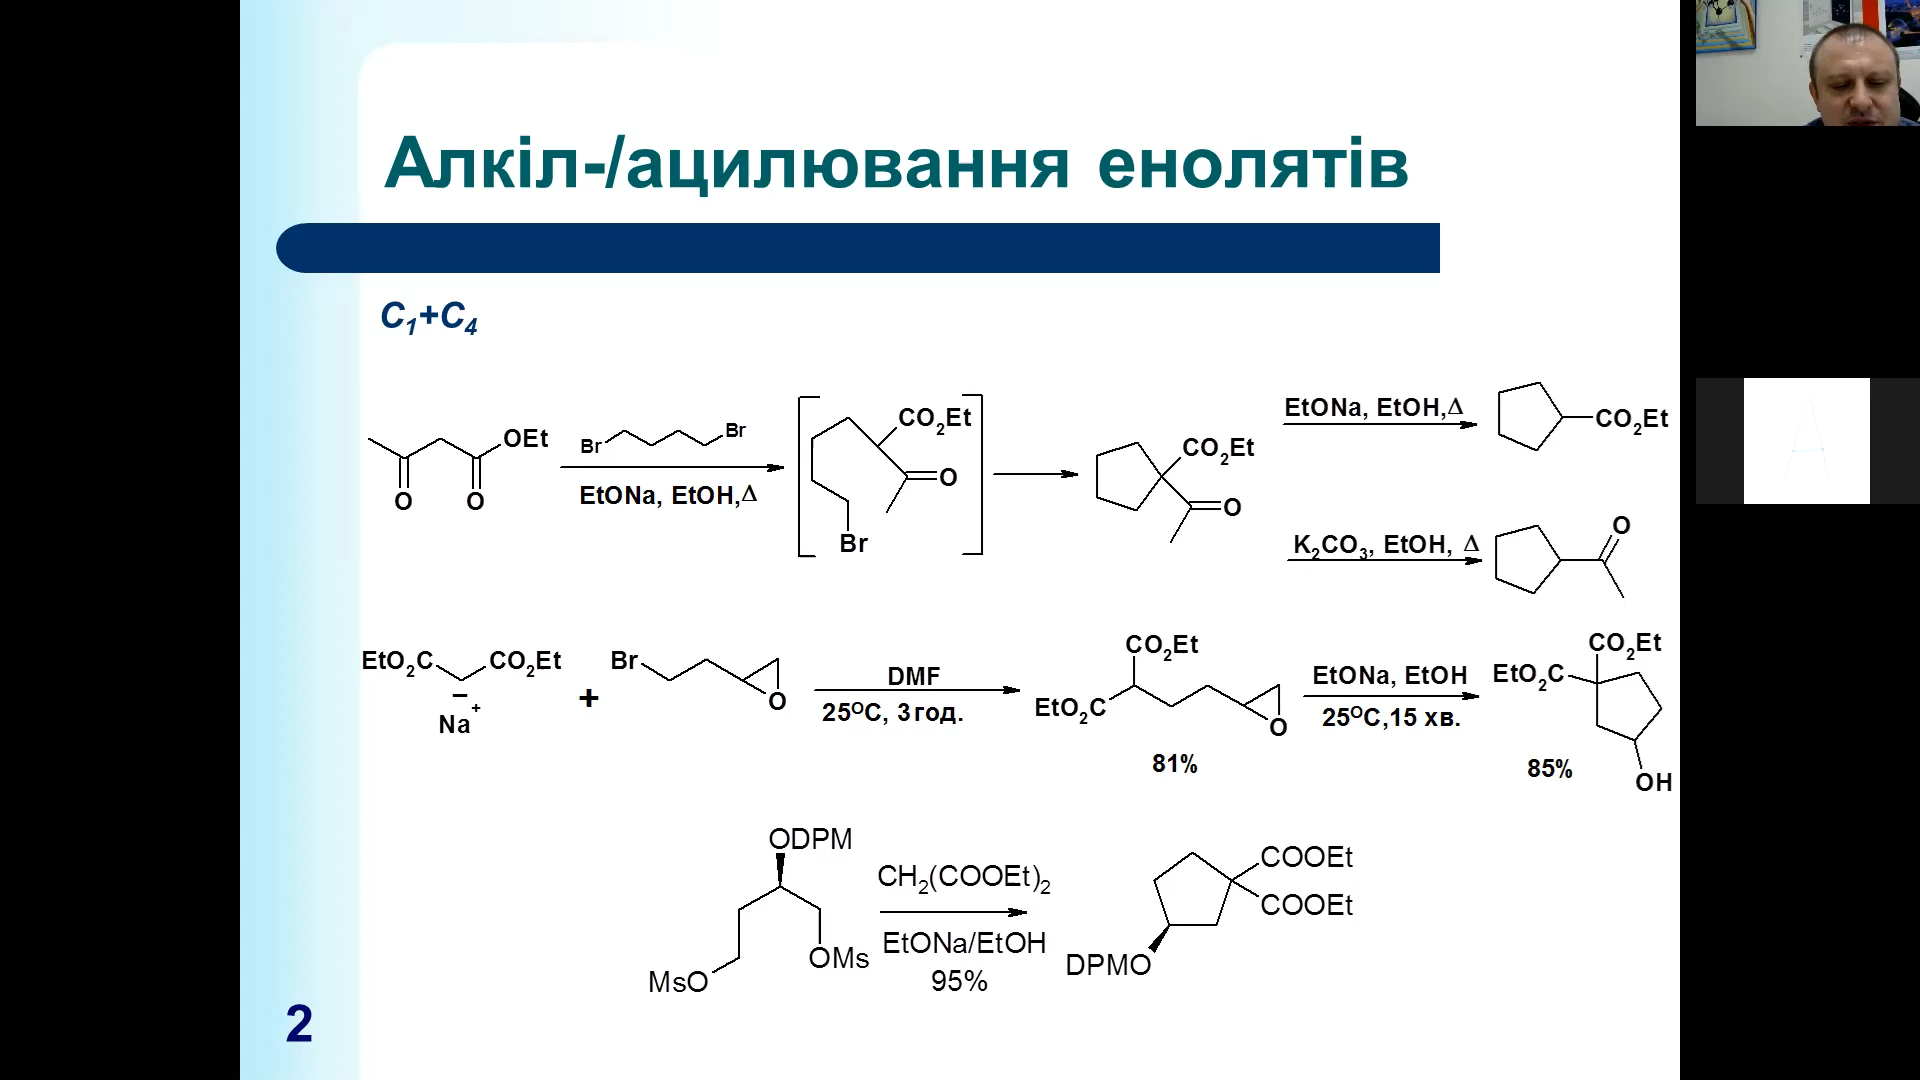 Алкіл-/ацилювання енолятів
C₁+C₄
OEt
O
O
Br
Br
EtONa, EtOH,Δ
CO₂Et
O
Br
CO₂Et
O
EtONa, EtOH,Δ
CO₂Et
K₂CO₃, EtOH, Δ
O
EtO₂C
CO₂Et
−
Na⁺
+
Br
O
DMF
25ᴼC, 3 год.
CO₂Et
EtO₂C
O
81%
EtONa, EtOH
25ᴼC,15 хв.
CO₂Et
EtO₂C
OH
85%
ODPM
OMs
MsO
CH₂(COOEt)₂
EtONa/EtOH
95%
COOEt
COOEt
DPMO
2
A